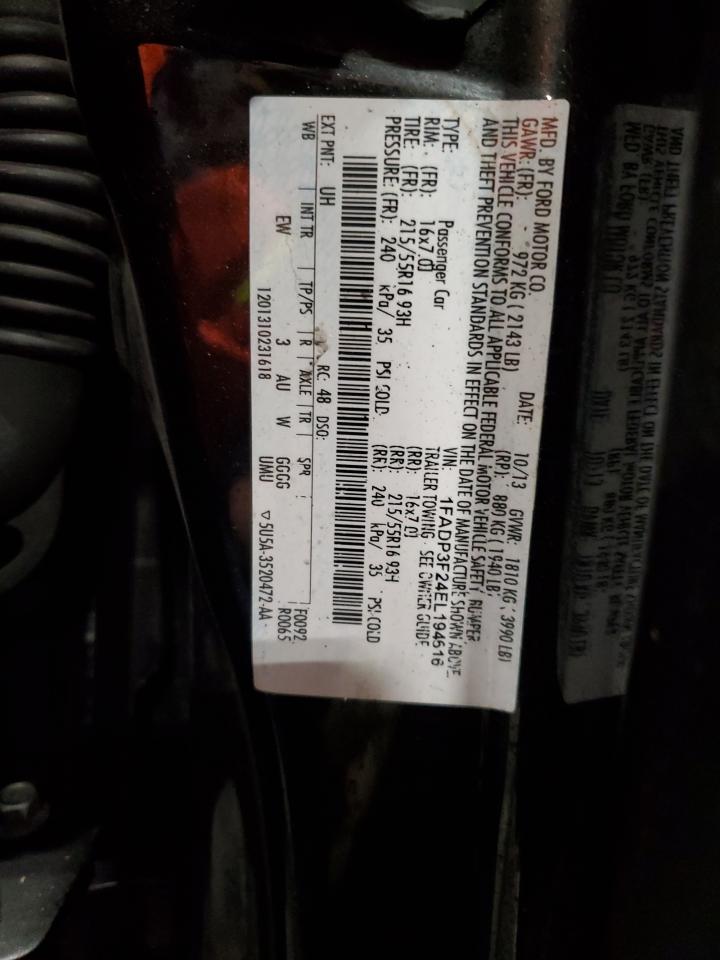 MFD. BY FORD MOTOR CO. DATE: 10/13 GVWR: 1810 KG ( 3990 LB)
GAWR: (FR): 972 KG ( 2143 LB) (RR): 880 KG ( 1940 LB)
THIS VEHICLE CONFORMS TO ALL APPLICABLE FEDERAL MOTOR VEHICLE SAFETY, BUMPER,
AND THEFT PREVENTION STANDARDS IN EFFECT ON THE DATE OF MANUFACTURE SHOWN ABOVE
VIN: 1FADP3F24EL194516
TYPE: Passenger Car TRAILER TOWING - SEE OWNER GUIDE
RIM: (FR): 16x7.0J (RR): 16x7.0J
TIRE: (FR): 215/55R16 93H (RR): 215/55R16 93H
PRESSURE: (FR): 240 kPa/ 35 PSI COLD (RR): 240 kPa/ 35 PSI COLD
EXT PNT: UH RC: 48 DSO:
WB | INT TR | TP/PS | R | AXLE | TR | SPR F0092
EW 3 AU W GGGG R0065
UMU
1201310231618 ▽5U5A-3520472-AA